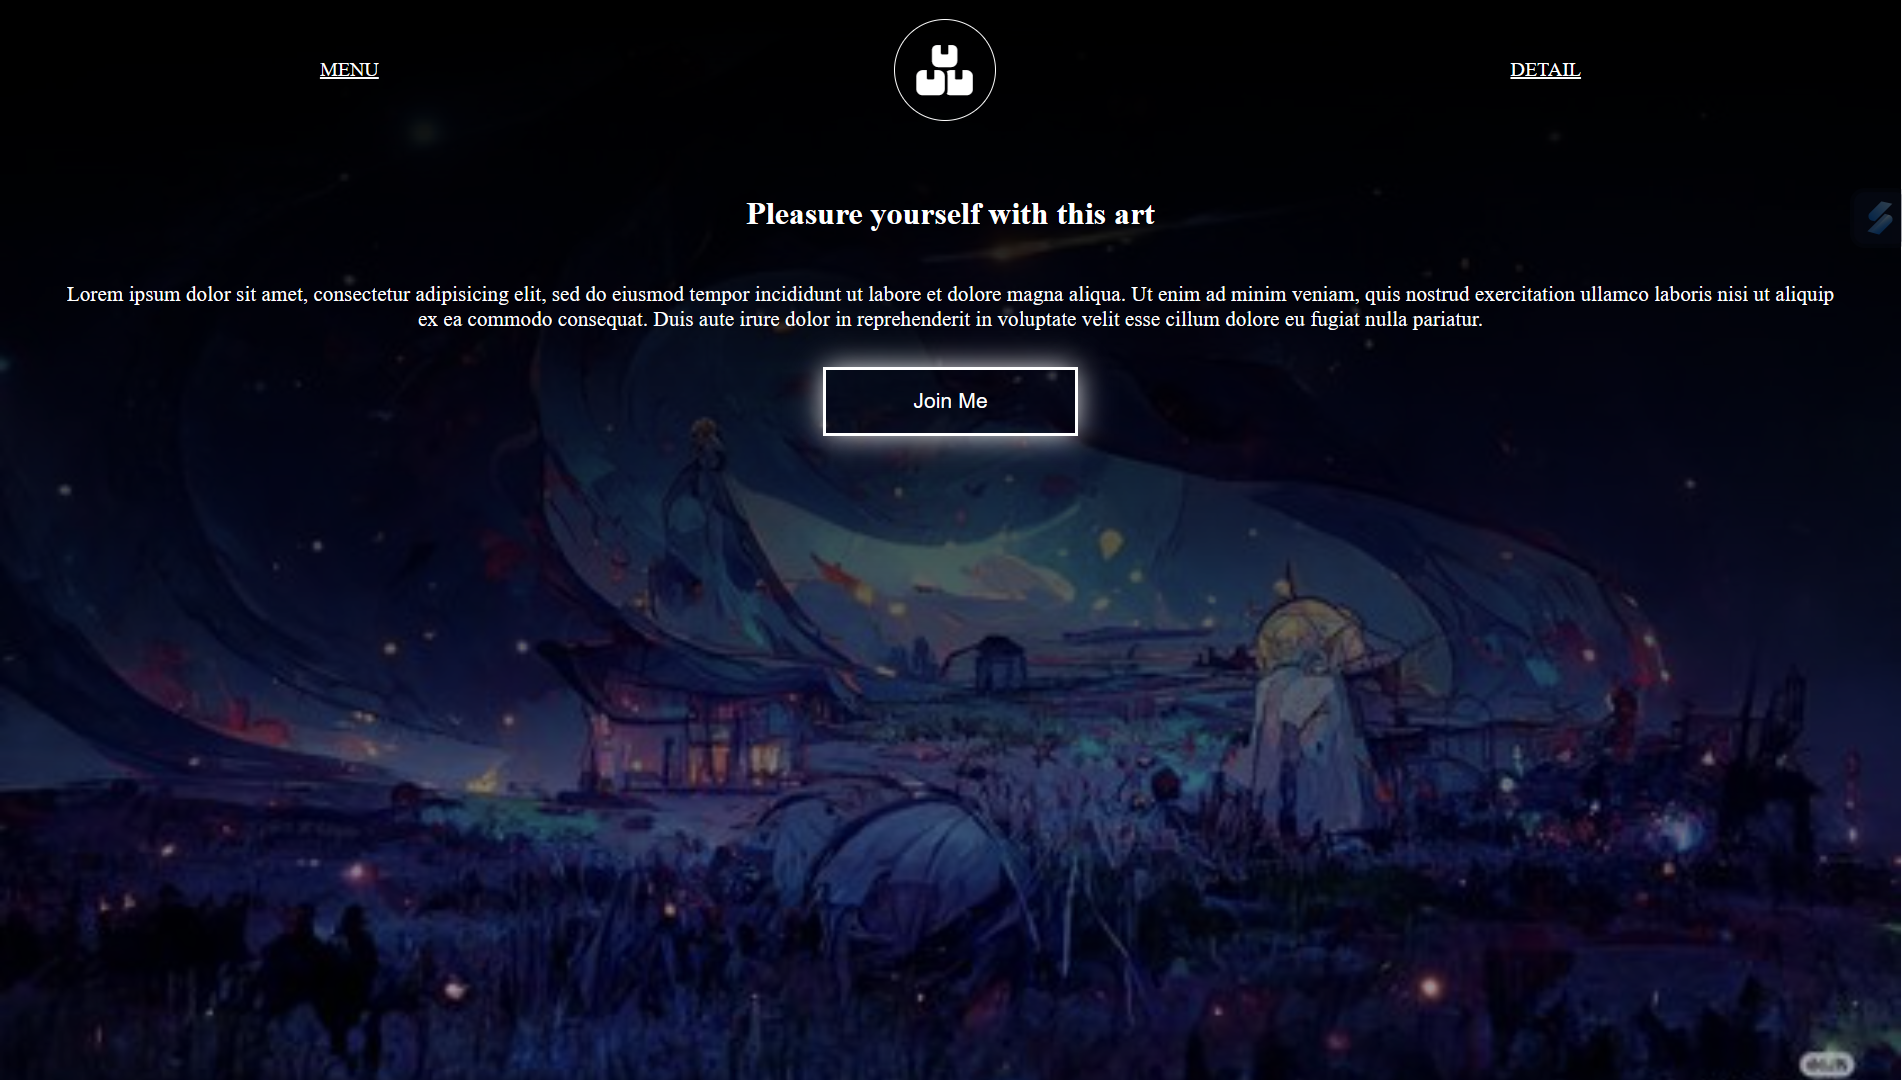 MENU
DETAIL
Pleasure yourself with this art
Lorem ipsum dolor sit amet, consectetur adipisicing elit, sed do eiusmod tempor incididunt ut labore et dolore magna aliqua. Ut enim ad minim veniam, quis nostrud exercitation ullamco laboris nisi ut aliquip
ex ea commodo consequat. Duis aute irure dolor in reprehenderit in voluptate velit esse cillum dolore eu fugiat nulla pariatur.
Join Me